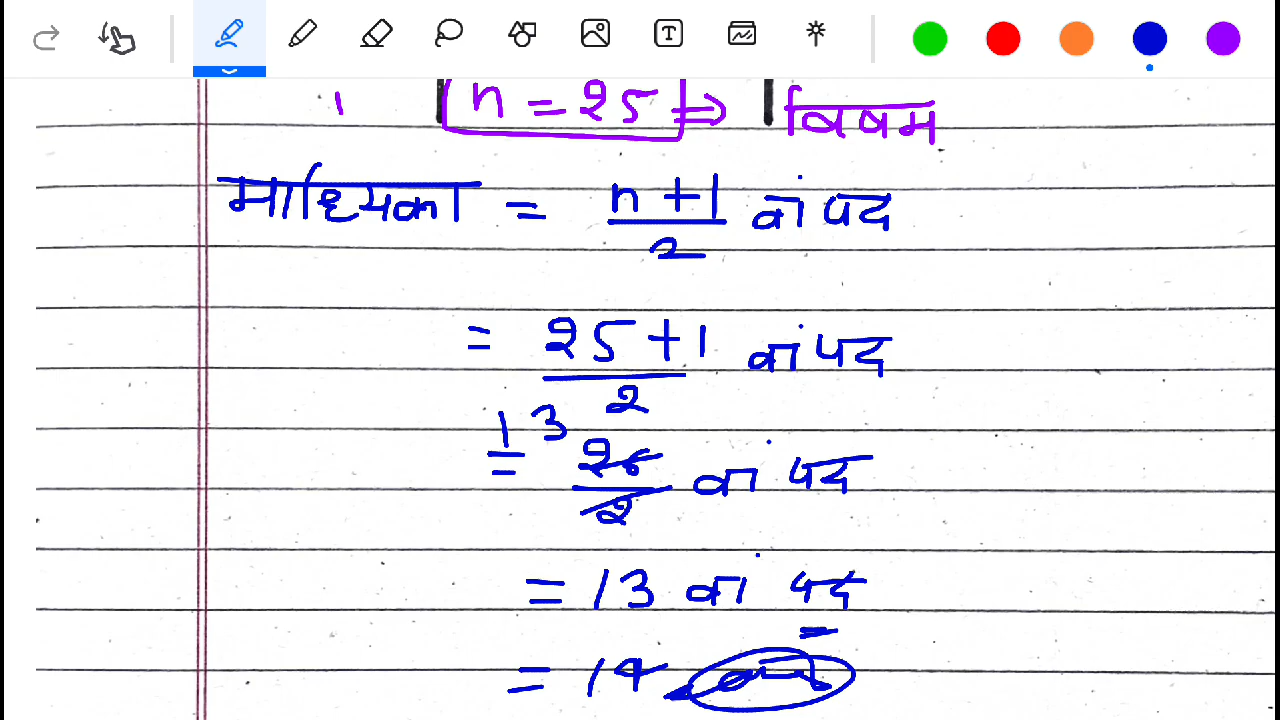 n = 25 ⇒ विषम
माध्यिका = n+1/2 वां पद
= 25+1/2 वां पद
= 13 26/2 वां पद
= 13 वां पद
= 14